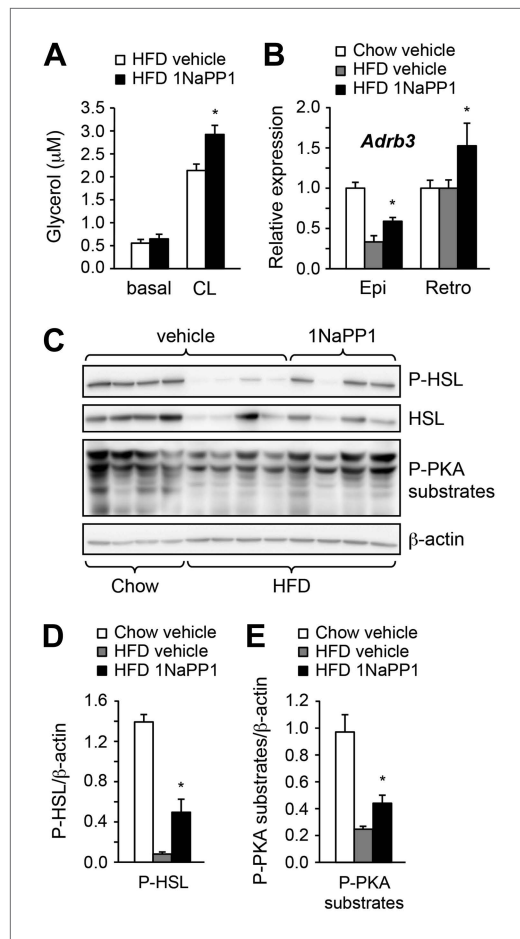 A
HFD vehicle
HFD 1NaPP1
Glycerol (μM)
3.5
3.0
2.5
2.0
1.5
1.0
0.5
0.0
*
basal
CL
B
Chow vehicle
HFD vehicle
HFD 1NaPP1
Relative expression
2.0
1.5
1.0
0.5
0.0
Adrb3
*
*
Epi
Retro
C
vehicle
1NaPP1
P-HSL
HSL
P-PKA
substrates
β-actin
Chow
HFD
D
Chow vehicle
HFD vehicle
HFD 1NaPP1
P-HSL/β-actin
1.6
1.2
0.8
0.4
0.0
*
P-HSL
E
Chow vehicle
HFD vehicle
HFD 1NaPP1
P-PKA substrates/β-actin
1.2
1.0
0.8
0.6
0.4
0.2
0.0
*
P-PKA
substrates